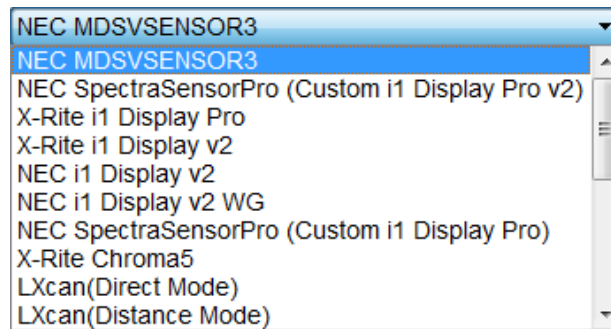 NEC MDSVSENSOR3
NEC MDSVSENSOR3
NEC SpectraSensorPro (Custom i1 Display Pro v2)
X-Rite i1 Display Pro
X-Rite i1 Display v2
NEC i1 Display v2
NEC i1 Display v2 WG
NEC SpectraSensorPro (Custom i1 Display Pro)
X-Rite Chroma5
LXcan(Direct Mode)
LXcan(Distance Mode)